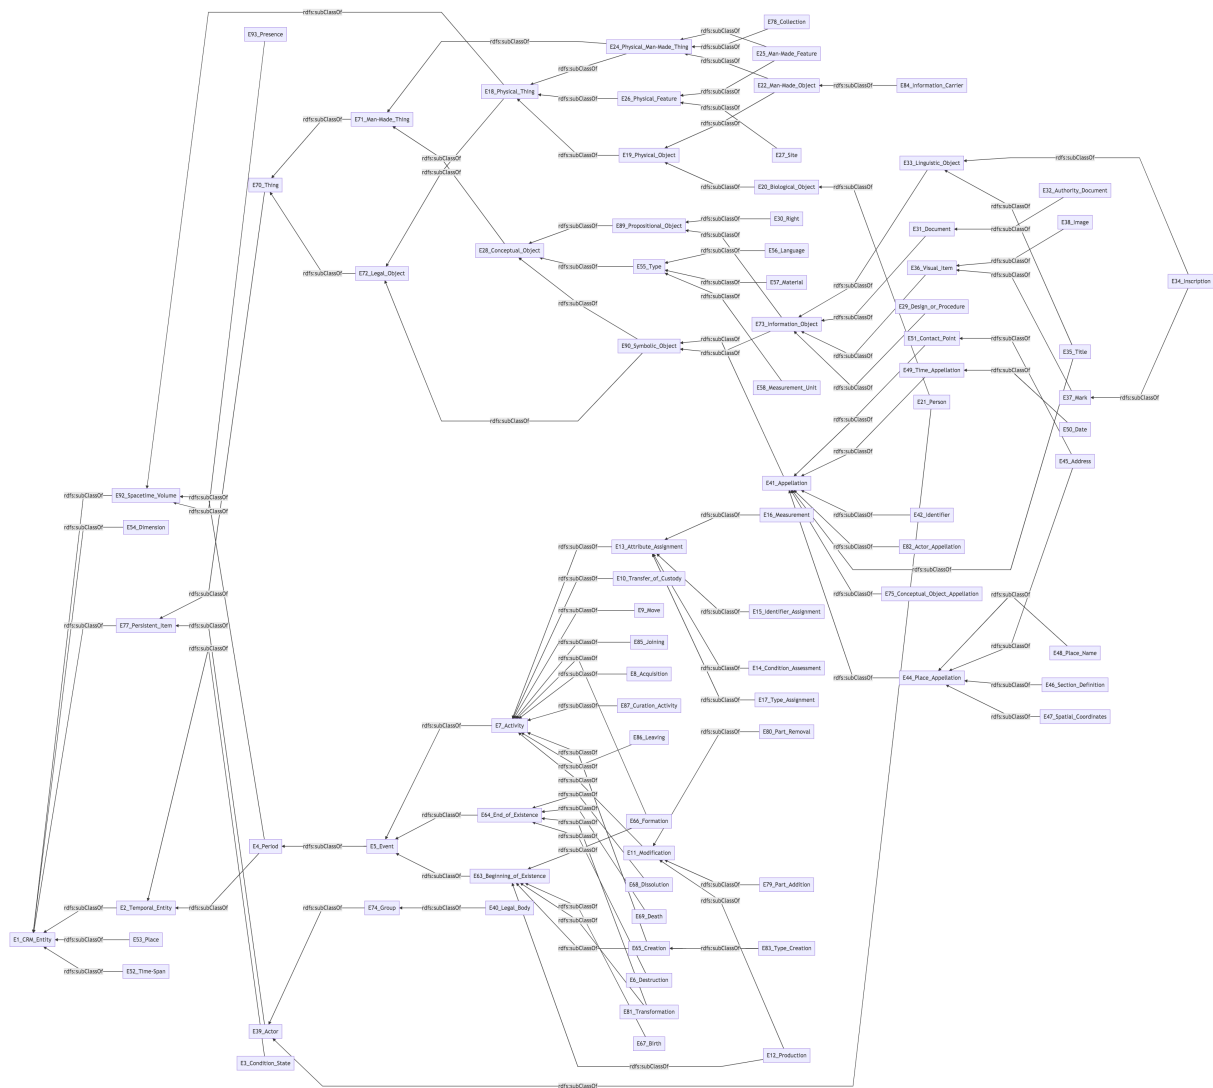 E93_Presence
E78_Collection
E24_Physical_Man-Made_Thing
E25_Man-Made_Feature
E18_Physical_Thing
E26_Physical_Feature
E22_Man-Made_Object
E84_Information_Carrier
E71_Man-Made_Thing
E19_Physical_Object
E27_Site
E33_Linguistic_Object
E70_Thing
E20_Biological_Object
E32_Authority_Document
E89_Propositional_Object
E30_Right
E31_Document
E38_Image
E28_Conceptual_Object
E56_Language
E72_Legal_Object
E55_Type
E36_Visual_Item
E57_Material
E34_Inscription
E29_Design_or_Procedure
E73_Information_Object
E90_Symbolic_Object
E51_Contact_Point
E35_Title
E49_Time_Appellation
E58_Measurement_Unit
E21_Person
E37_Mark
E50_Date
E45_Address
E41_Appellation
E92_Spacetime_Volume
E16_Measurement
E42_Identifier
E54_Dimension
E13_Attribute_Assignment
E82_Actor_Appellation
E10_Transfer_of_Custody
E75_Conceptual_Object_Appellation
E9_Move
E15_Identifier_Assignment
E77_Persistent_Item
E85_Joining
E48_Place_Name
E8_Acquisition
E14_Condition_Assessment
E44_Place_Appellation
E46_Section_Definition
E87_Curation_Activity
E17_Type_Assignment
E47_Spatial_Coordinates
E7_Activity
E86_Leaving
E80_Part_Removal
E64_End_of_Existence
E66_Formation
E4_Period
E5_Event
E11_Modification
E63_Beginning_of_Existence
E68_Dissolution
E79_Part_Addition
E2_Temporal_Entity
E74_Group
E40_Legal_Body
E69_Death
E1_CRM_Entity
E53_Place
E65_Creation
E83_Type_Creation
E52_Time-Span
E6_Destruction
E81_Transformation
E39_Actor
E67_Birth
E3_Condition_State
E12_Production
rdfs:subClassOf